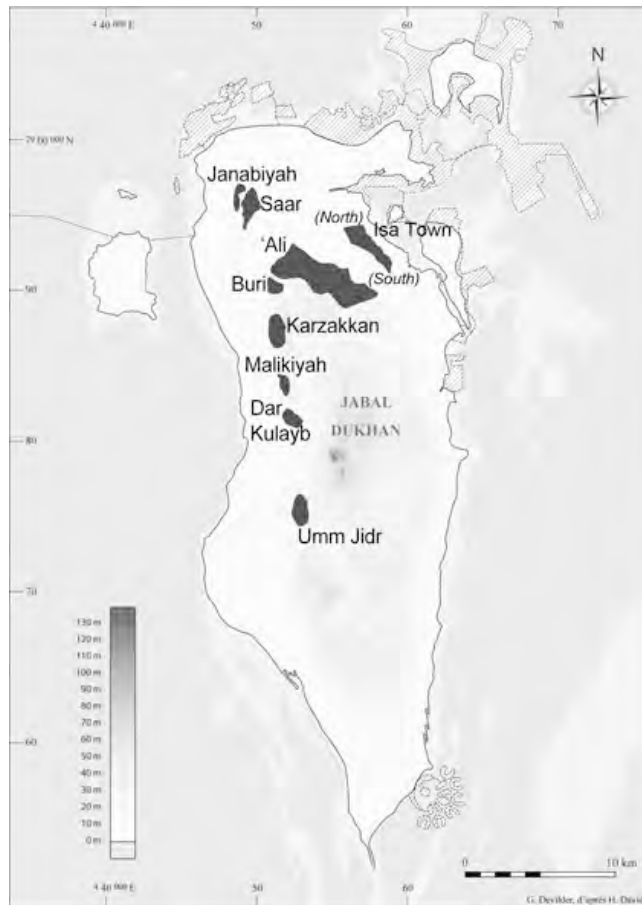 4 40 000 E
50
60
70
N
29 00 000 N
Janabiyah
Saar
(North)
Isa Town
'Ali
(South)
90
Buri
Karzakkan
Malikiyah
JABAL
DUKHAN
Dar
Kulayb
80
Umm Jidr
70
130 m
120 m
110 m
100 m
90 m
80 m
70 m
60 m
50 m
40 m
30 m
20 m
10 m
0 m
60
0
10 km
4 40 000 E
50
60
G. Devilder, d'après H. David